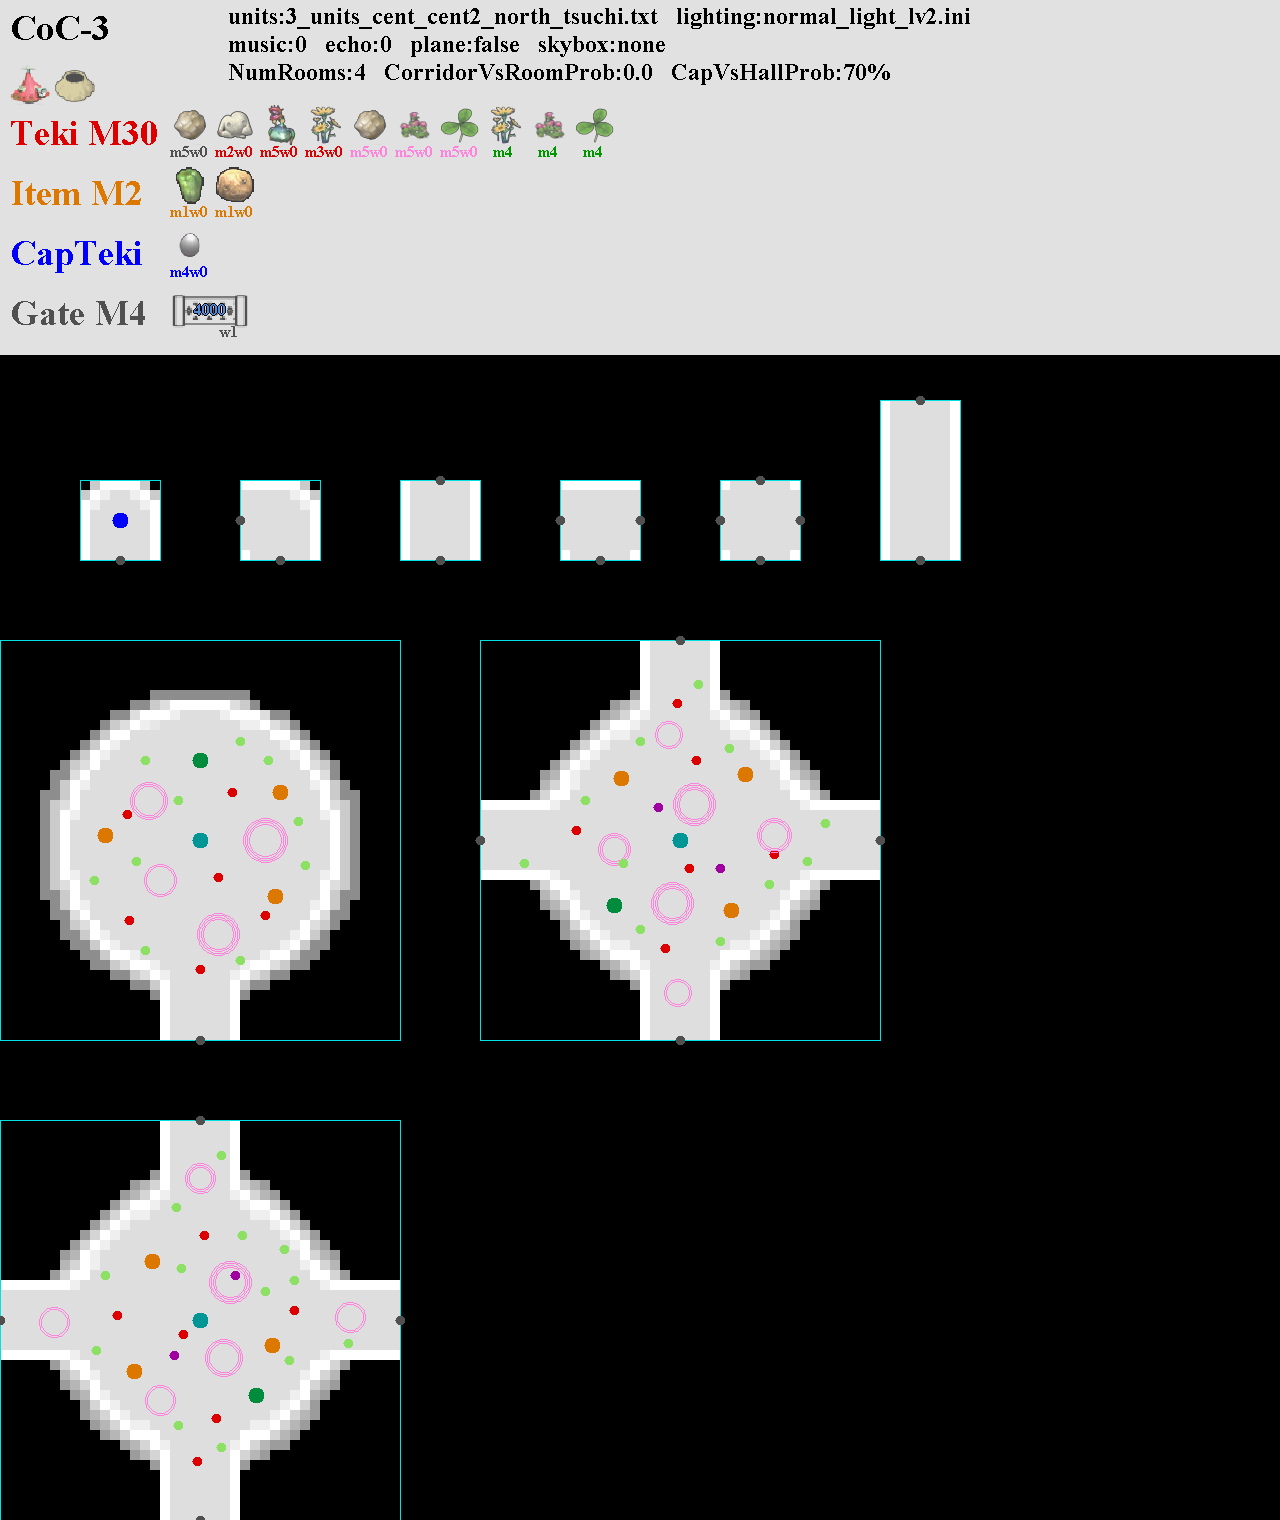 CoC-3
units:3_units_cent_cent2_north_tsuchi.txt lighting:normal_light_lv2.ini
music:0 echo:0 plane:false skybox:none
NumRooms:4 CorridorVsRoomProb:0.0 CapVsHallProb:70%
Teki M30
m5w0 m2w0 m5w0 m3w0 m5w0 m5w0 m5w0 m4 m4 m4
Item M2
m1w0 m1w0
CapTeki
m4w0
Gate M4
4000
w1